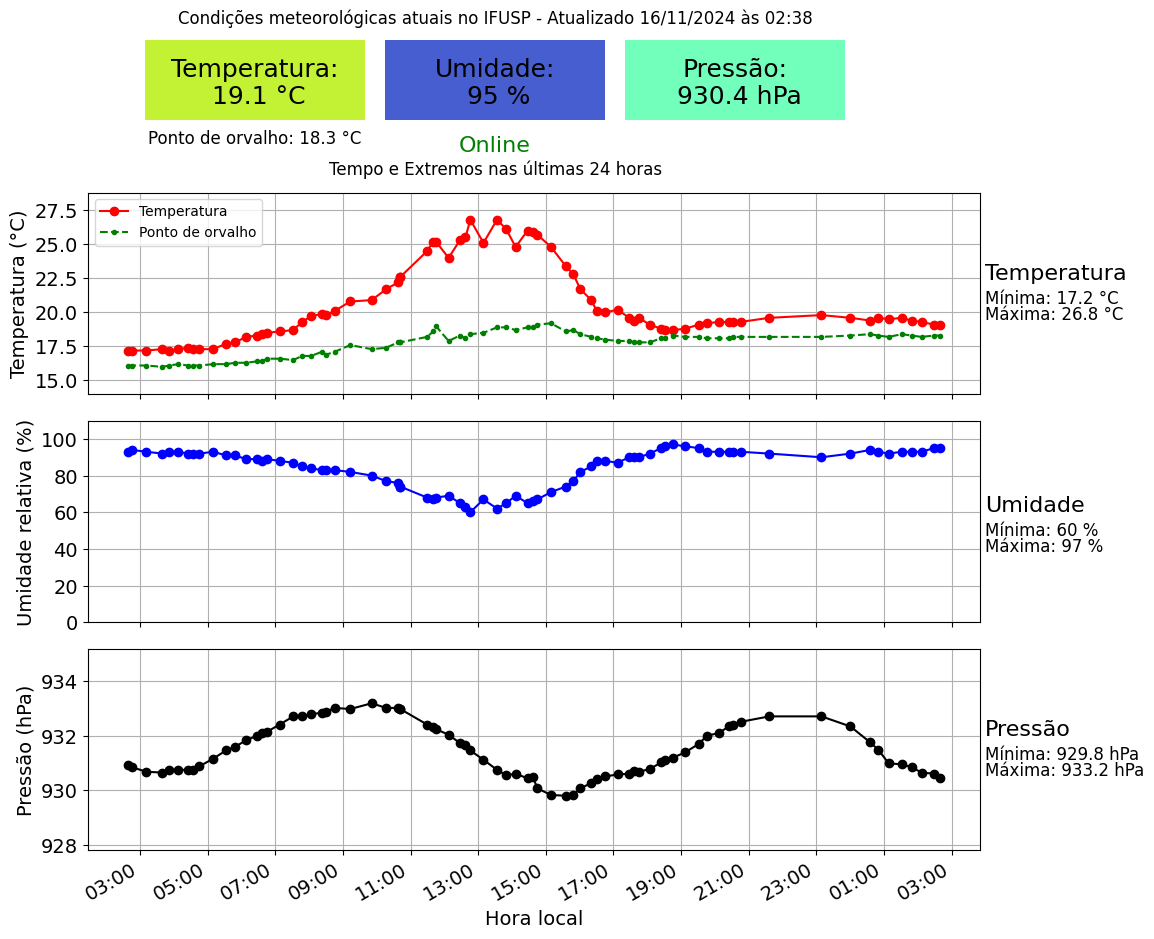 Condições meteorológicas atuais no IFUSP - Atualizado 16/11/2024 às 02:38
Temperatura:
19.1 °C
Umidade:
95 %
Pressão:
930.4 hPa
Ponto de orvalho: 18.3 °C
Online
Tempo e Extremos nas últimas 24 horas
Temperatura (°C)
27.5
25.0
22.5
20.0
17.5
15.0
Temperatura
Ponto de orvalho
Temperatura
Mínima: 17.2 °C
Máxima: 26.8 °C
Umidade relativa (%)
100
80
60
40
20
0
Umidade
Mínima: 60 %
Máxima: 97 %
Pressão (hPa)
934
932
930
928
Pressão
Mínima: 929.8 hPa
Máxima: 933.2 hPa
03:00 05:00 07:00 09:00 11:00 13:00 15:00 17:00 19:00 21:00 23:00 01:00 03:00
Hora local